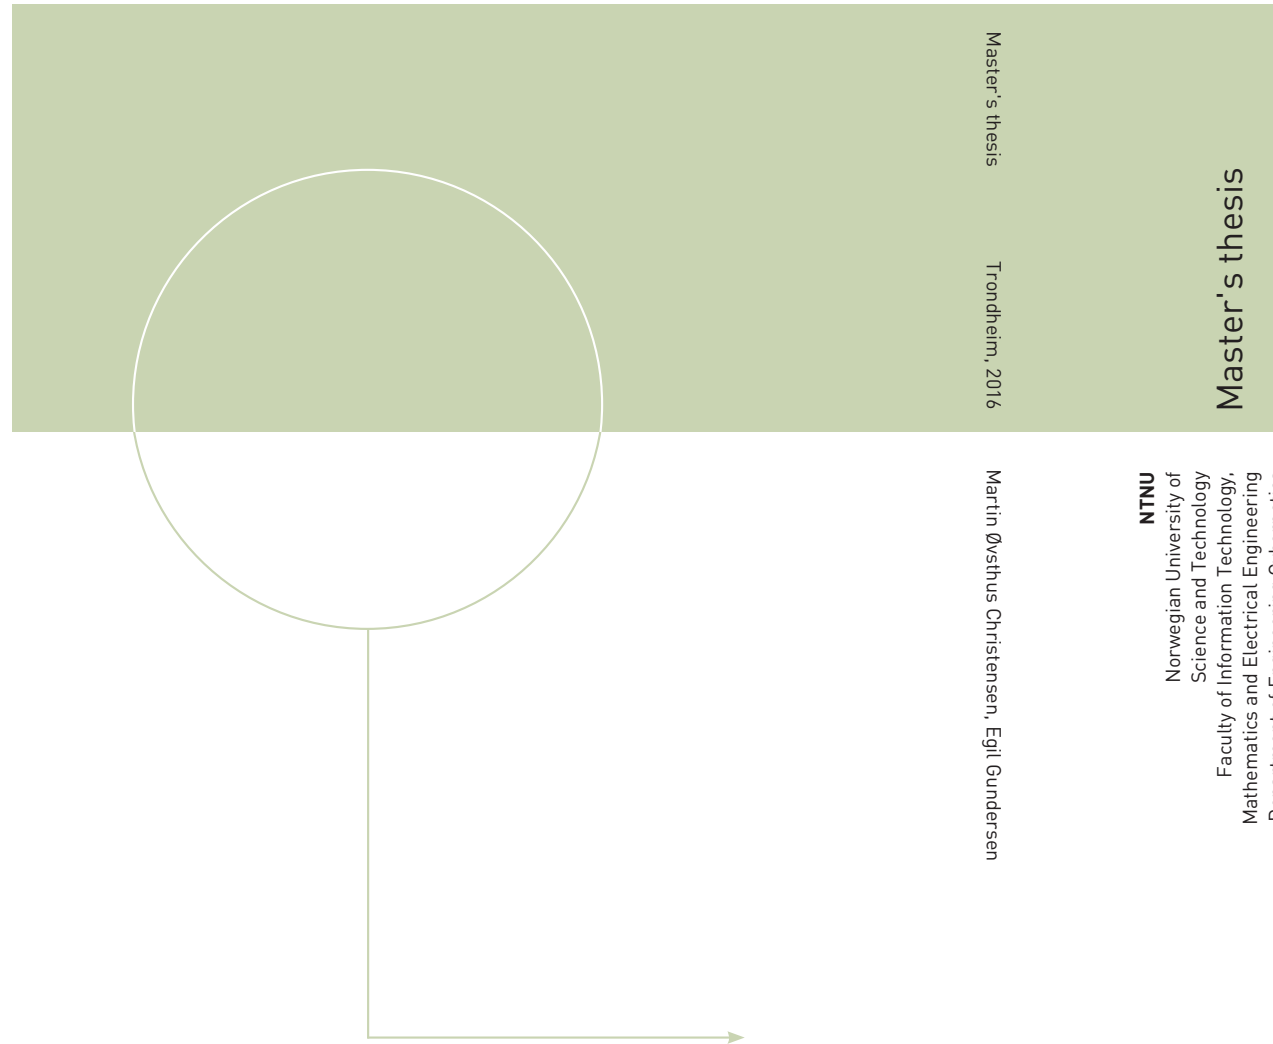 Master's thesis
Trondheim, 2016
Martin Øvsthus Christensen, Egil Gundersen
Master's thesis
NTNU
Norwegian University of
Science and Technology
Faculty of Information Technology,
Mathematics and Electrical Engineering